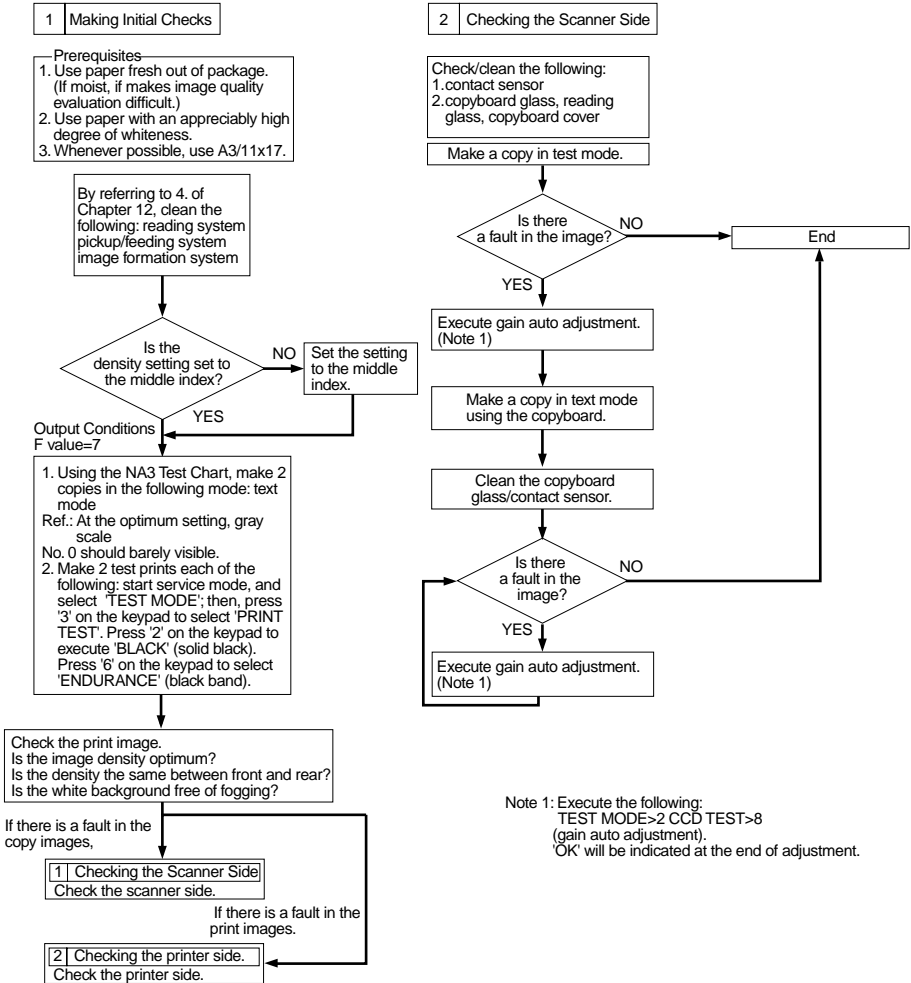 1 Making Initial Checks
Prerequisites
1. Use paper fresh out of package.
(If moist, if makes image quality
evaluation difficult.)
2. Use paper with an appreciably high
degree of whiteness.
3. Whenever possible, use A3/11x17.
By referring to 4. of
Chapter 12, clean the
following: reading system
pickup/feeding system
image formation system
Is the
density setting set to
the middle index?
NO
Set the setting
to the middle
index.
YES
Output Conditions
F value=7
1. Using the NA3 Test Chart, make 2
copies in the following mode: text
mode
Ref.: At the optimum setting, gray
scale
No. 0 should barely visible.
2. Make 2 test prints each of the
following: start service mode, and
select 'TEST MODE'; then, press
'3' on the keypad to select 'PRINT
TEST'. Press '2' on the keypad to
execute 'BLACK' (solid black).
Press '6' on the keypad to select
'ENDURANCE' (black band).
Check the print image.
Is the image density optimum?
Is the density the same between front and rear?
Is the white background free of fogging?
If there is a fault in the
copy images,
1 Checking the Scanner Side
Check the scanner side.
If there is a fault in the
print images.
2 Checking the printer side.
Check the printer side.
2 Checking the Scanner Side
Check/clean the following:
1.contact sensor
2.copyboard glass, reading
glass, copyboard cover
Make a copy in test mode.
Is there
a fault in the image?
NO
End
YES
Execute gain auto adjustment.
(Note 1)
Make a copy in text mode
using the copyboard.
Clean the copyboard
glass/contact sensor.
Is there
a fault in the
image?
NO
YES
Execute gain auto adjustment.
(Note 1)
Note 1: Execute the following:
TEST MODE>2 CCD TEST>8
(gain auto adjustment).
'OK' will be indicated at the end of adjustment.